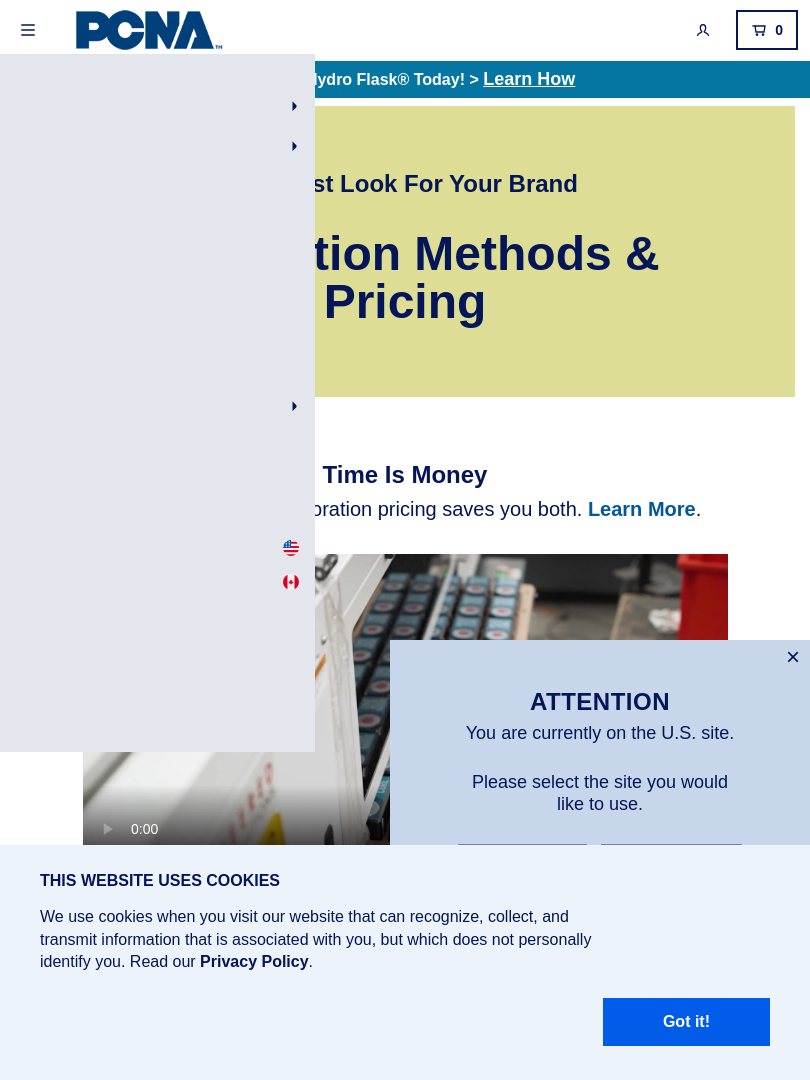 PCNA™
0
Hydro Flask® Today! > Learn How
st Look For Your Brand
tion Methods &
Pricing
Time Is Money
oration pricing saves you both. Learn More.
ATTENTION
You are currently on the U.S. site.
Please select the site you would
like to use.
0:00
THIS WEBSITE USES COOKIES
We use cookies when you visit our website that can recognize, collect, and
transmit information that is associated with you, but which does not personally
identify you. Read our Privacy Policy.
Got it!